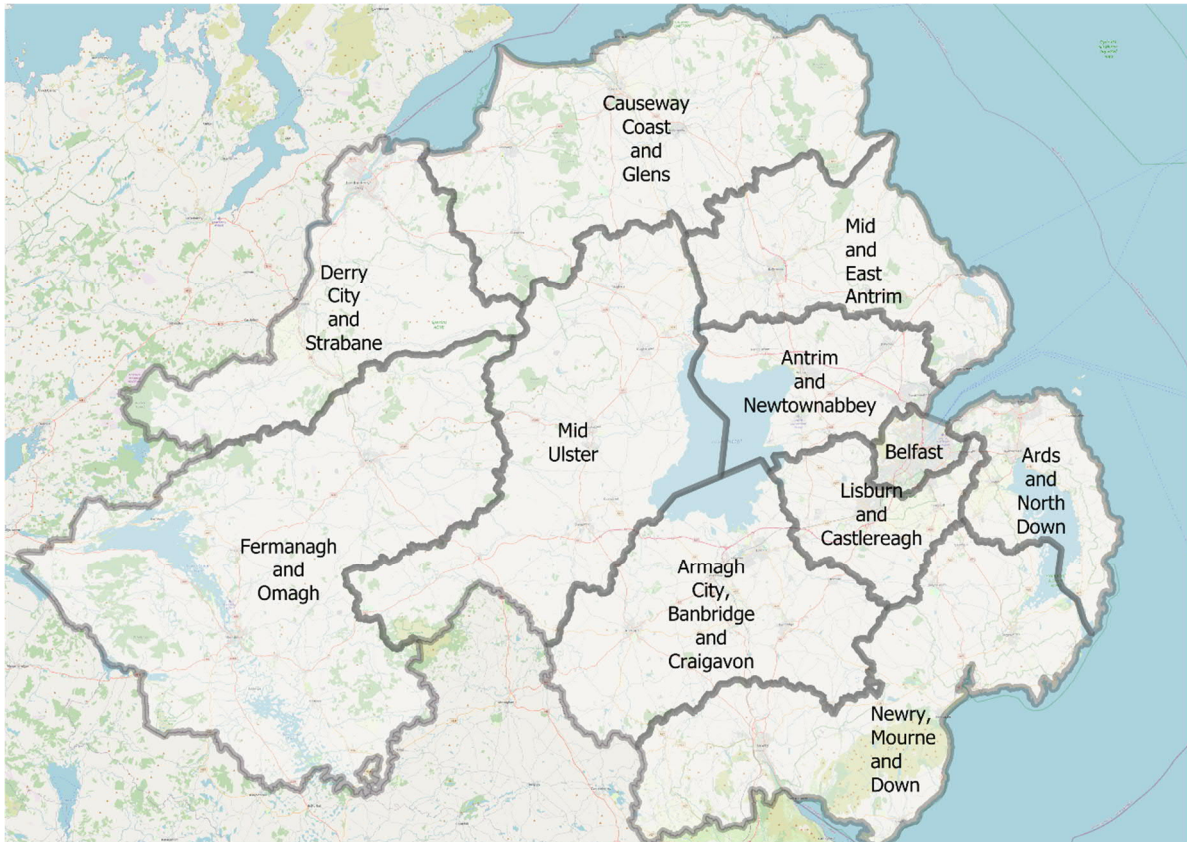 Causeway
Coast
and
Glens
Mid
and
East
Antrim
Derry
City
and
Strabane
Antrim
and
Newtownabbey
Mid
Ulster
Belfast
Ards
and
North
Down
Lisburn
and
Castlereagh
Fermanagh
and
Omagh
Armagh
City,
Banbridge
and
Craigavon
Newry,
Mourne
and
Down